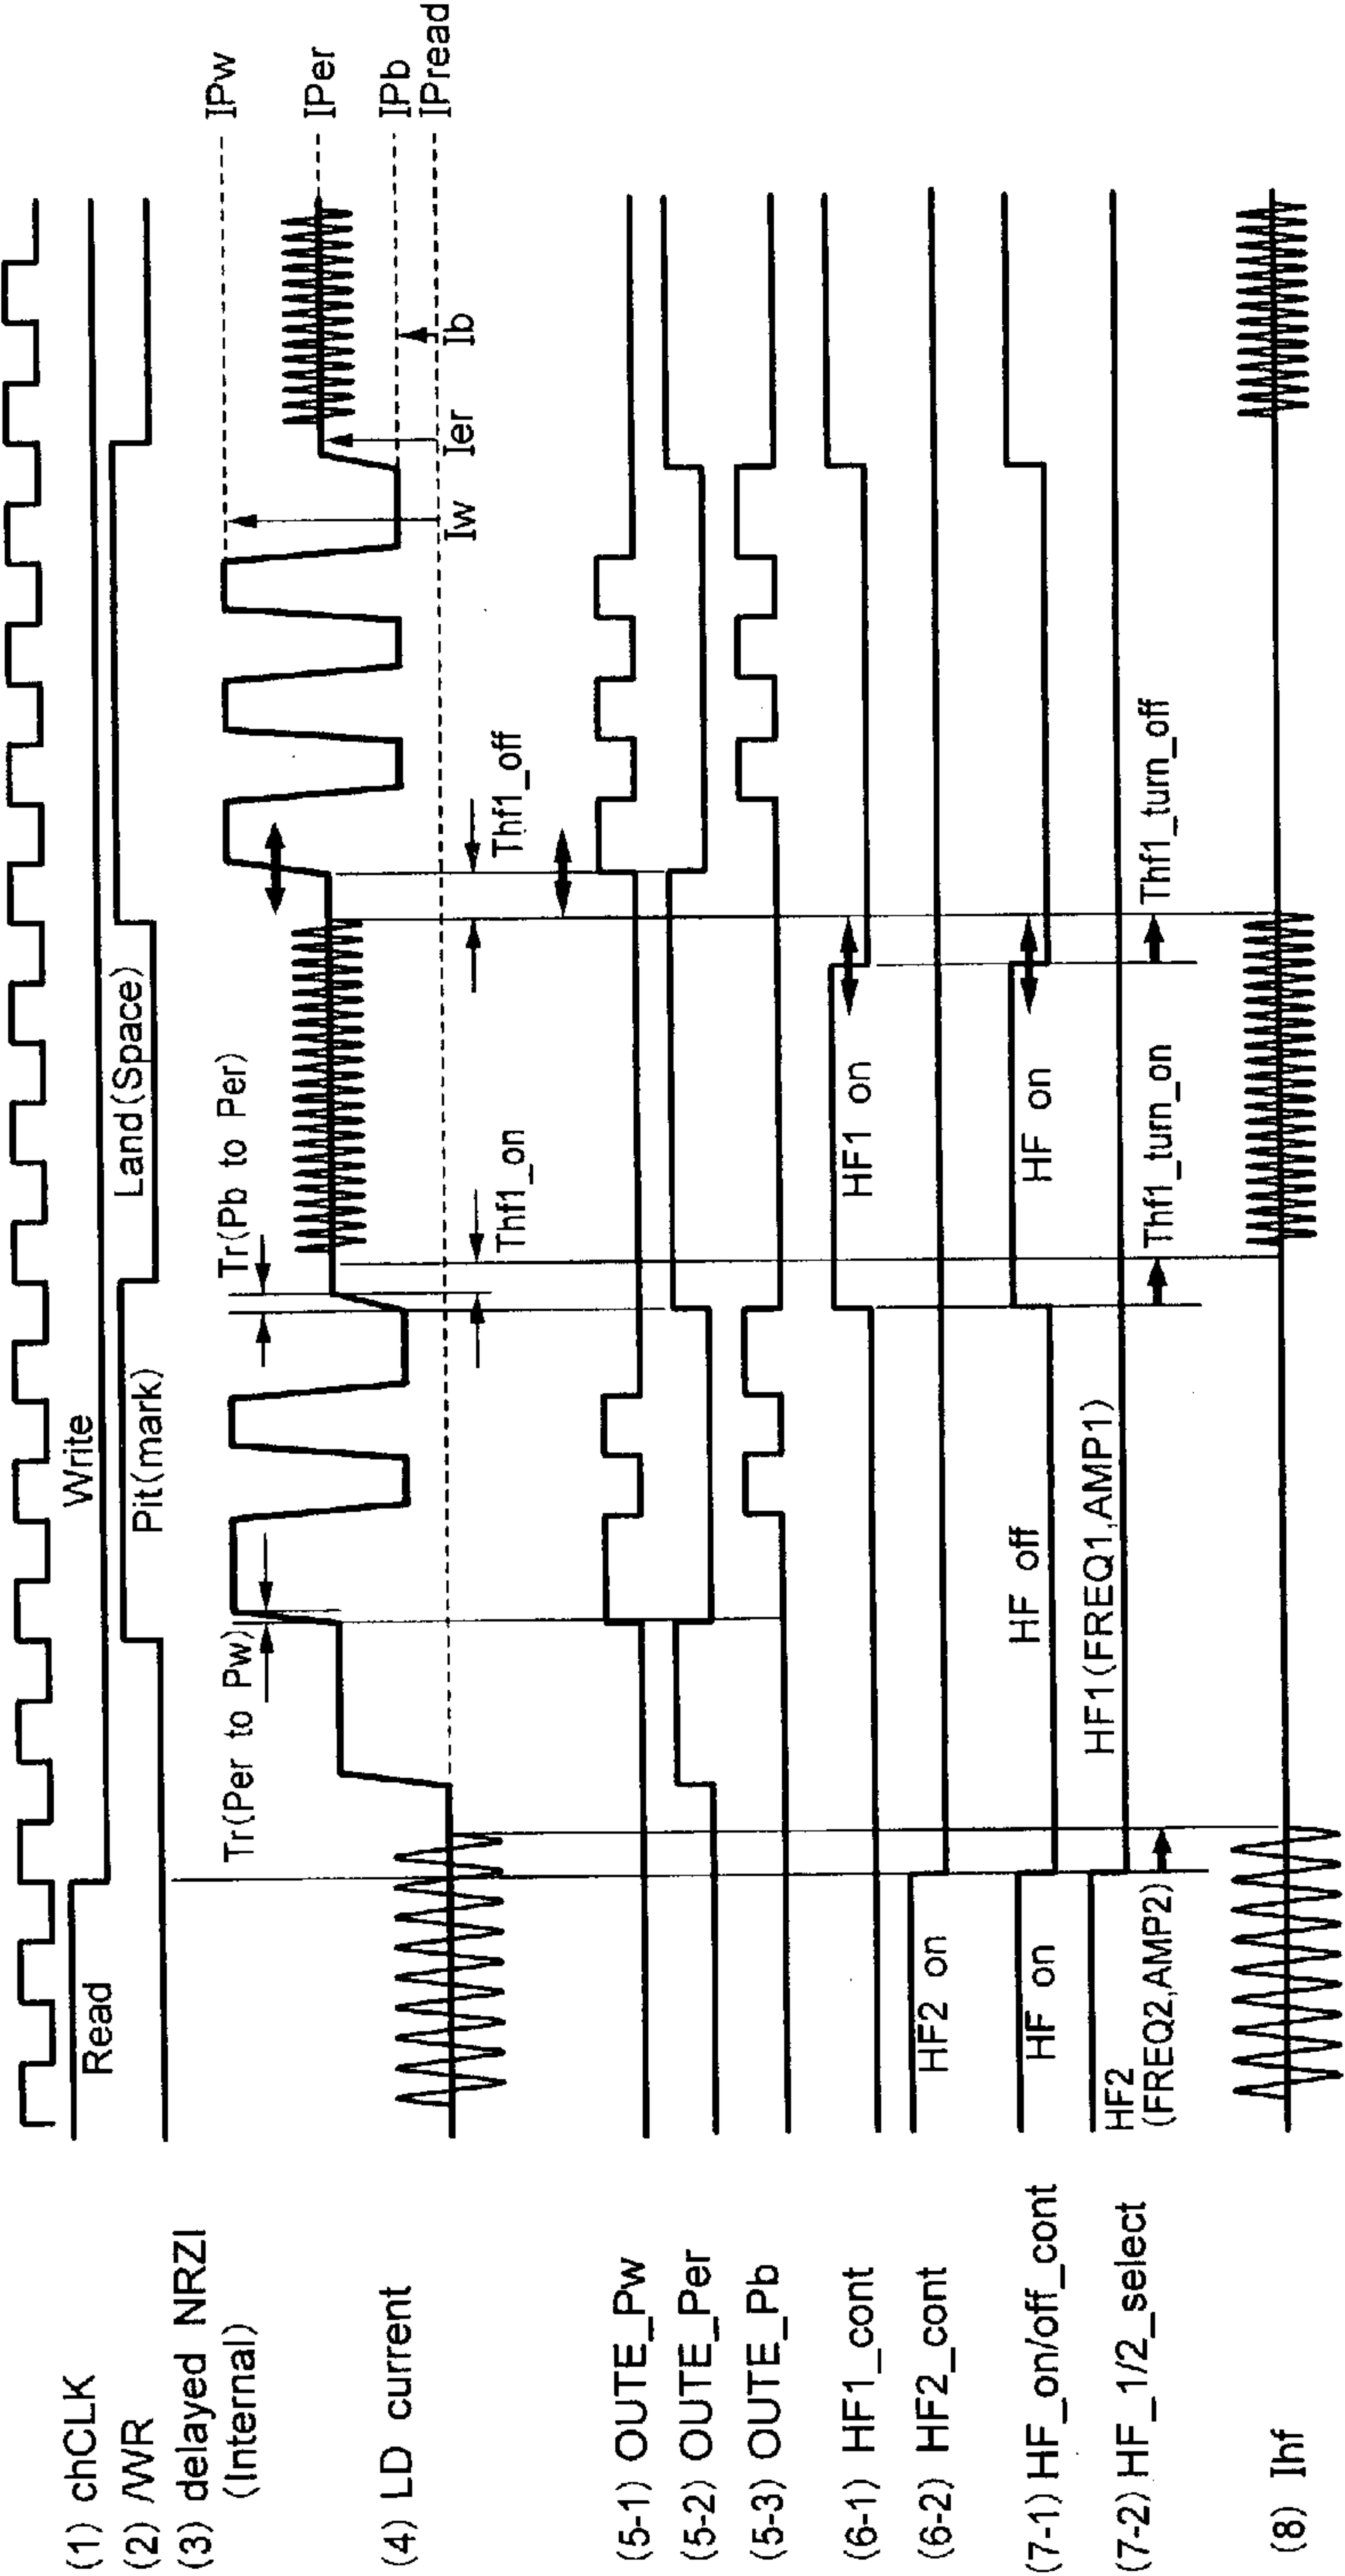 (1) chCLK
(2) /WR
(3) delayed NRZI
(Internal)
(4) LD current
(5-1) OUTE_Pw
(5-2) OUTE_Per
(5-3) OUTE_Pb
(6-1) HF1_cont
(6-2) HF2_cont
(7-1) HF_on/off_cont
(7-2) HF_1/2_select
(8) Ihf
Read
Write
Pit(mark)
Land(Space)
Tr(Per to Pw)
Tr(Pb to Per)
IPw
IPer
IPb
IPread
Iw
Ier
Ib
Thf1_on
Thf1_off
HF1 on
HF2 on
HF on
HF off
HF on
HF2
(FREQ2,AMP2)
HF1(FREQ1,AMP1)
Thf1_turn_on
Thf1_turn_off